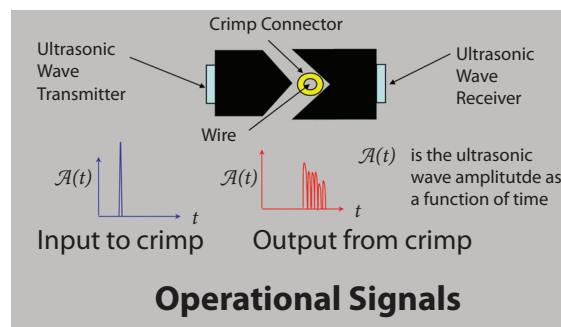 Crimp Connector
Ultrasonic
Wave
Transmitter
Ultrasonic
Wave
Receiver
Wire
A(t)
t
A(t)
t
A(t) is the ultrasonic
wave amplitutde as
a function of time
Input to crimp
Output from crimp
Operational Signals